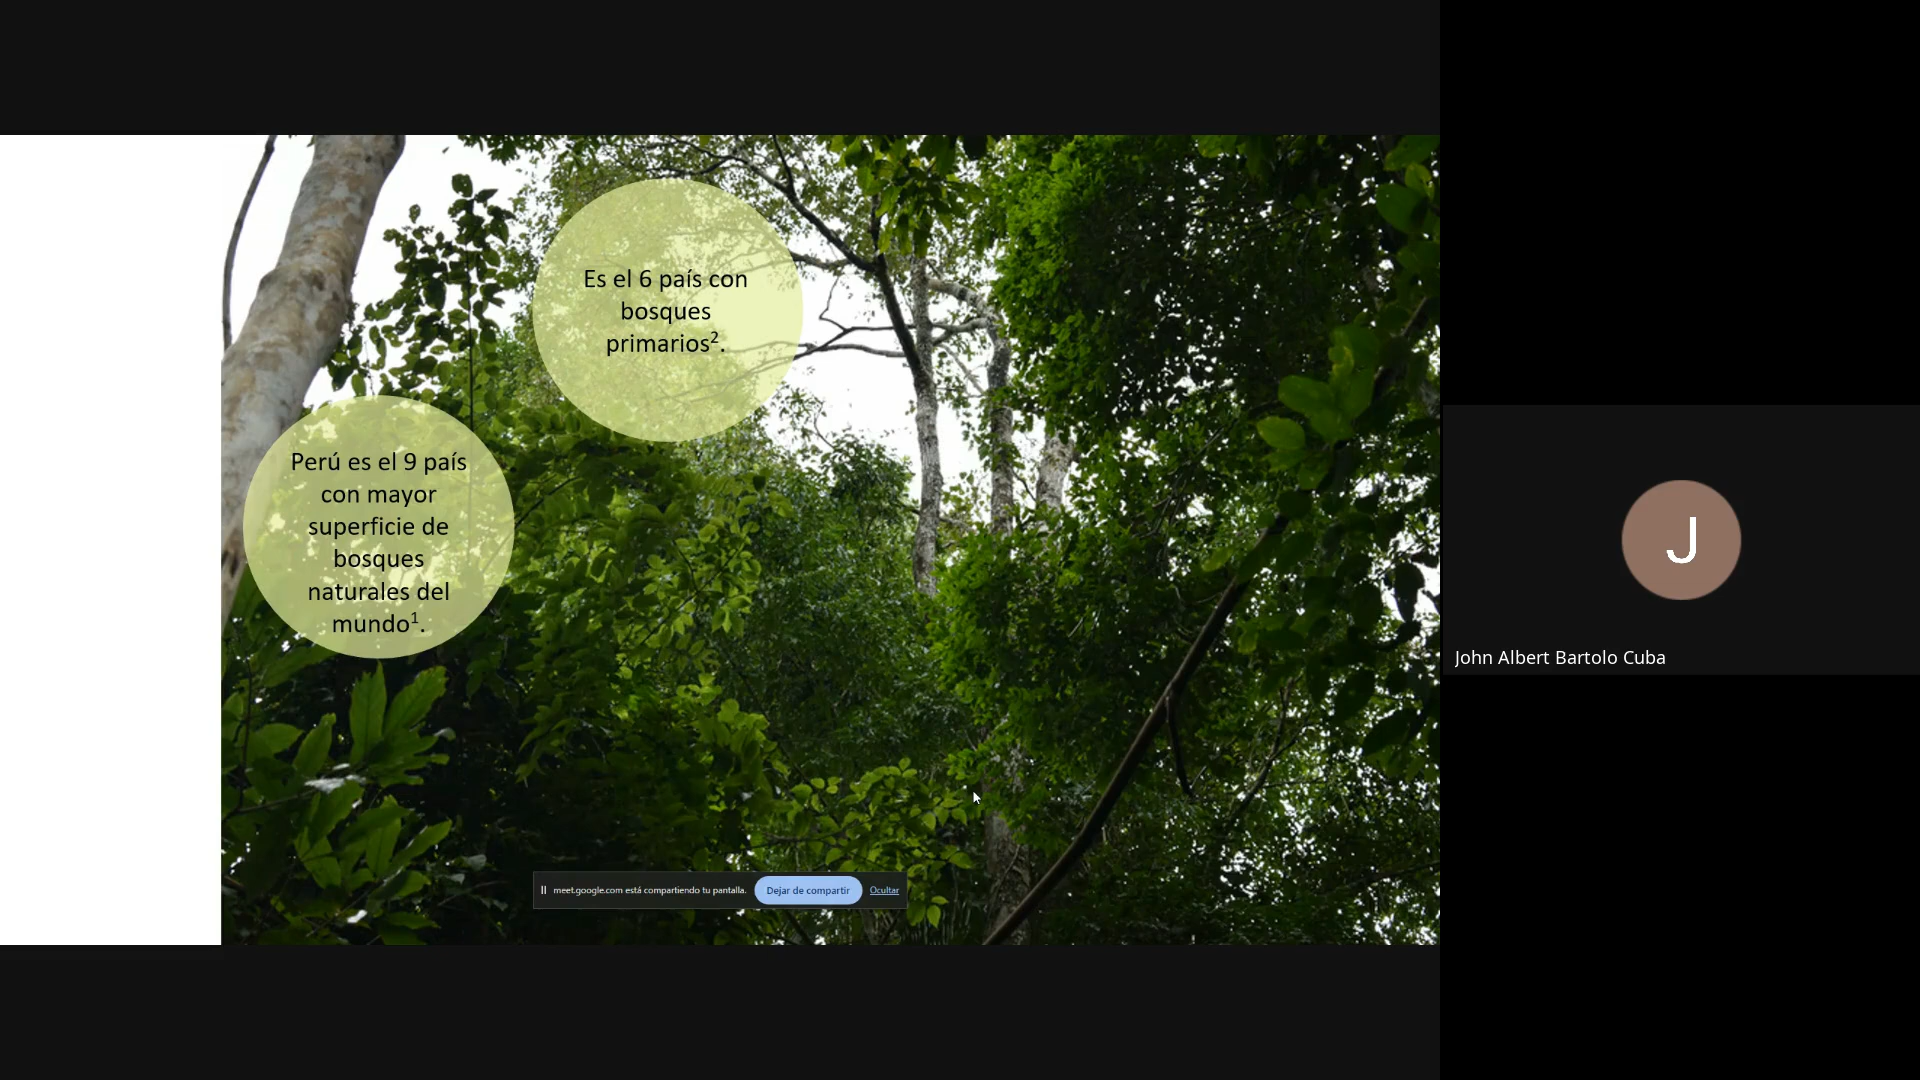 Es el 6 país con
bosques
primarios².
Perú es el 9 país
con mayor
superficie de
bosques
naturales del
mundo¹.
meet.google.com está compartiendo tu pantalla.
Dejar de compartir
Ocultar
J
John Albert Bartolo Cuba